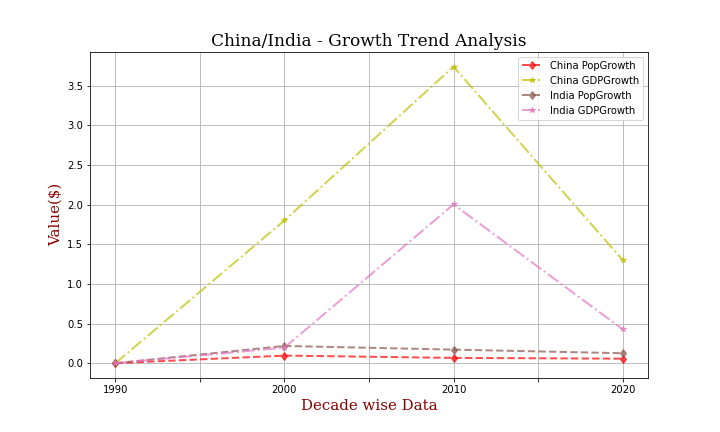 China/India - Growth Trend Analysis
China PopGrowth
China GDPGrowth
India PopGrowth
India GDPGrowth
Value($)
3.5
3.0
2.5
2.0
1.5
1.0
0.5
0.0
1990 2000 2010 2020
Decade wise Data